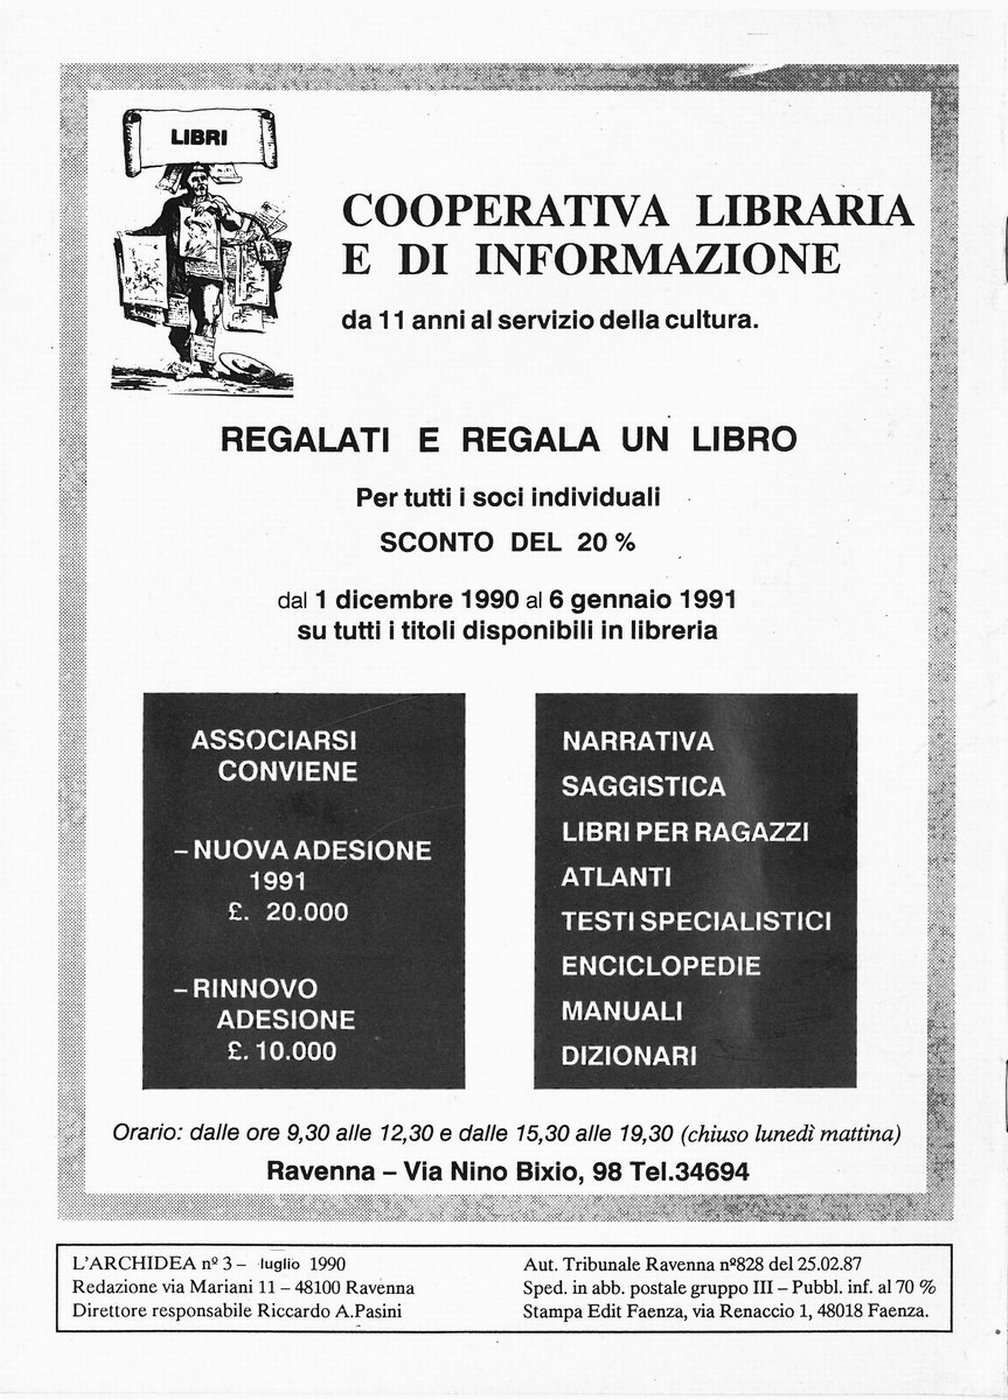 LIBRI
COOPERATIVA LIBRARIA
E DI INFORMAZIONE
da 11 anni al servizio della cultura.
REGALATI E REGALA UN LIBRO
Per tutti i soci individuali
SCONTO DEL 20 %
dal 1 dicembre 1990 al 6 gennaio 1991
su tutti i titoli disponibili in libreria
ASSOCIARSI
CONVIENE
– NUOVA ADESIONE
1991
£. 20.000
– RINNOVO
ADESIONE
£. 10.000
NARRATIVA
SAGGISTICA
LIBRI PER RAGAZZI
ATLANTI
TESTI SPECIALISTICI
ENCICLOPEDIE
MANUALI
DIZIONARI
Orario: dalle ore 9,30 alle 12,30 e dalle 15,30 alle 19,30 (chiuso lunedì mattina)
Ravenna – Via Nino Bixio, 98 Tel.34694
L'ARCHIDEA nº 3 – luglio 1990
Redazione via Mariani 11 – 48100 Ravenna
Direttore responsabile Riccardo A.Pasini
Aut. Tribunale Ravenna nº828 del 25.02.87
Sped. in abb. postale gruppo III – Pubbl. inf. al 70 %
Stampa Edit Faenza, via Renaccio 1, 48018 Faenza.